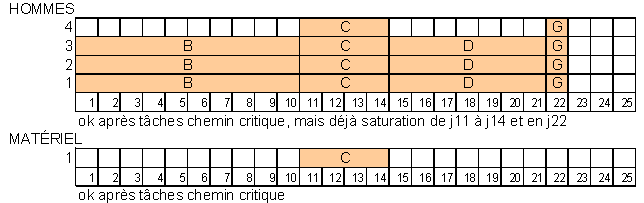 HOMMES
4 C G
3 B C D G
2 B C D G
1 B C D G
1 2 3 4 5 6 7 8 9 10 11 12 13 14 15 16 17 18 19 20 21 22 23 24 25
ok après tâches chemin critique, mais déjà saturation de j11 à j14 et en j22
MATÉRIEL
1 C
1 2 3 4 5 6 7 8 9 10 11 12 13 14 15 16 17 18 19 20 21 22 23 24 25
ok après tâches chemin critique